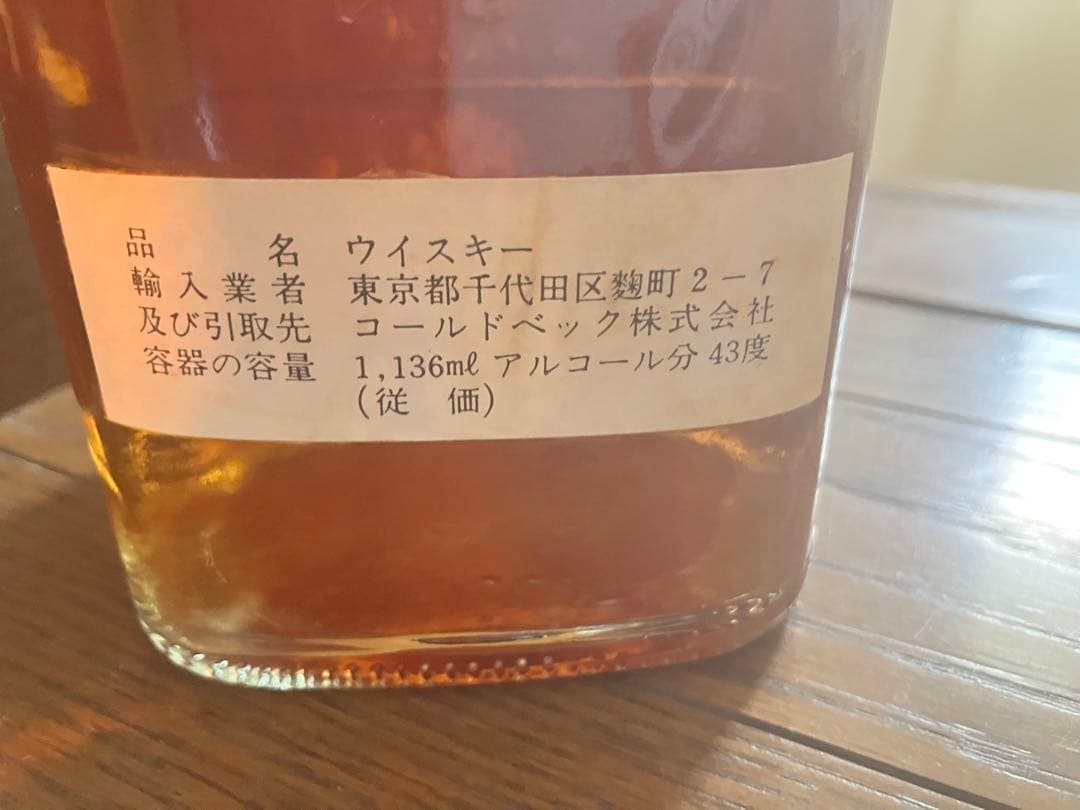 品名 ウイスキー
輸入業者 東京都千代田区麴町2-7
及び引取先 コールドベック株式会社
容器の容量 1,136mℓ アルコール分 43度
(従 価)